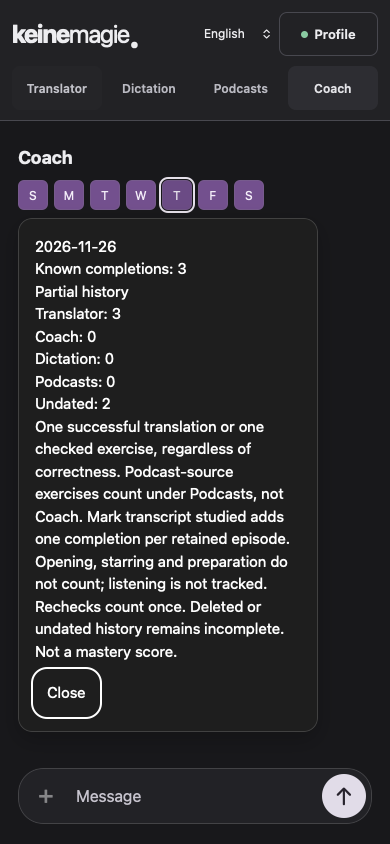 keinemagie.
English
Profile
Translator
Dictation
Podcasts
Coach
Coach
S M T W T F S
2026-11-26
Known completions: 3
Partial history
Translator: 3
Coach: 0
Dictation: 0
Podcasts: 0
Undated: 2
One successful translation or one
checked exercise, regardless of
correctness. Podcast-source
exercises count under Podcasts, not
Coach. Mark transcript studied adds
one completion per retained episode.
Opening, starring and preparation do
not count; listening is not tracked.
Rechecks count once. Deleted or
undated history remains incomplete.
Not a mastery score.
Close
Message